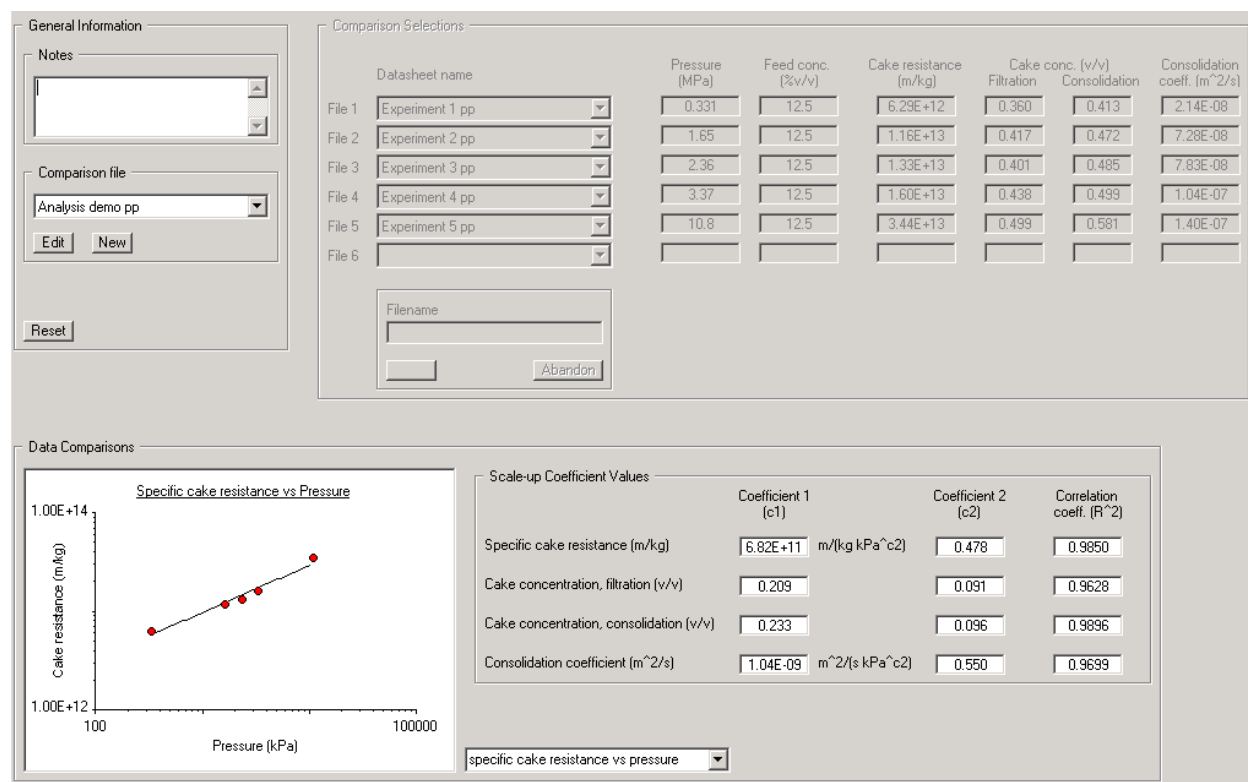 General Information
Notes
Comparison file
Analysis demo pp
Edit New
Reset
Comparison Selections
Datasheet name Pressure (MPa) Feed conc. (%v/v) Cake resistance (m/kg) Cake conc. (v/v) Filtration Consolidation Consolidation coeff. (m^2/s)
File 1 Experiment 1 pp 0.331 12.5 6.29E+12 0.360 0.413 2.14E-08
File 2 Experiment 2 pp 1.65 12.5 1.16E+13 0.417 0.472 7.28E-08
File 3 Experiment 3 pp 2.36 12.5 1.33E+13 0.401 0.485 7.83E-08
File 4 Experiment 4 pp 3.37 12.5 1.60E+13 0.438 0.499 1.04E-07
File 5 Experiment 5 pp 10.8 12.5 3.44E+13 0.499 0.581 1.40E-07
File 6
Filename
Abandon
Data Comparisons
Specific cake resistance vs Pressure
1.00E+14
Cake resistance (m/kg)
1.00E+12
100 100000
Pressure (kPa)
Scale-up Coefficient Values
Coefficient 1 (c1) Coefficient 2 (c2) Correlation coeff. (R^2)
Specific cake resistance (m/kg) 6.82E+11 m/(kg kPa^c2) 0.478 0.9850
Cake concentration, filtration (v/v) 0.209 0.091 0.9628
Cake concentration, consolidation (v/v) 0.233 0.096 0.9896
Consolidation coefficient (m^2/s) 1.04E-09 m^2/(s kPa^c2) 0.550 0.9699
specific cake resistance vs pressure